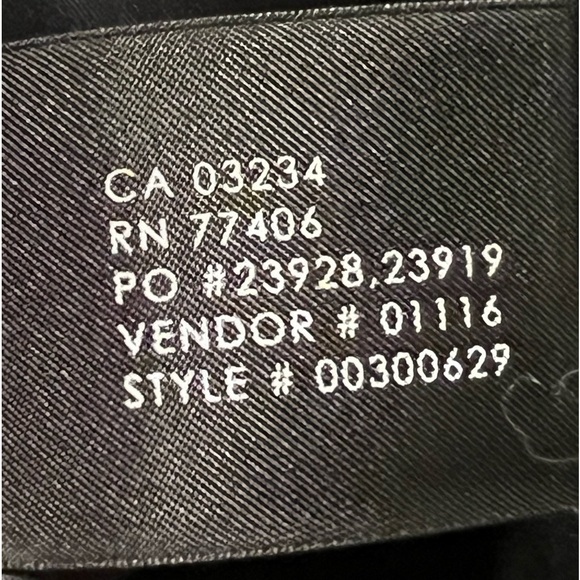 CA 03234
RN 77406
PO #23928,23919
VENDOR # 01116
STYLE # 00300629